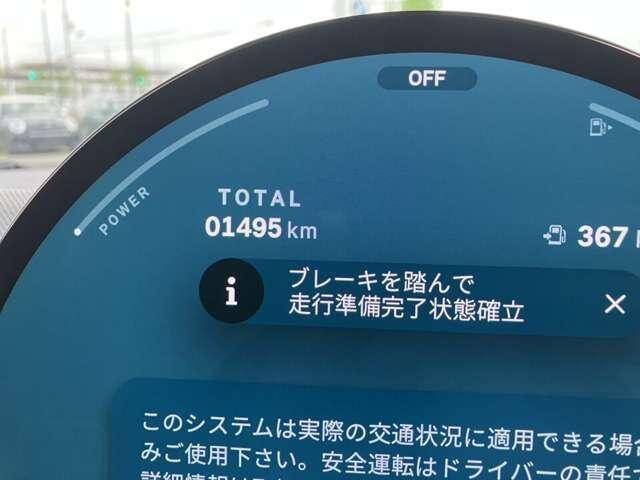 OFF
POWER
TOTAL
01495 km
367
ブレーキを踏んで
走行準備完了状態確立
このシステムは実際の交通状況に適用できる場合
みご使用下さい。安全運転はドライバーの責任